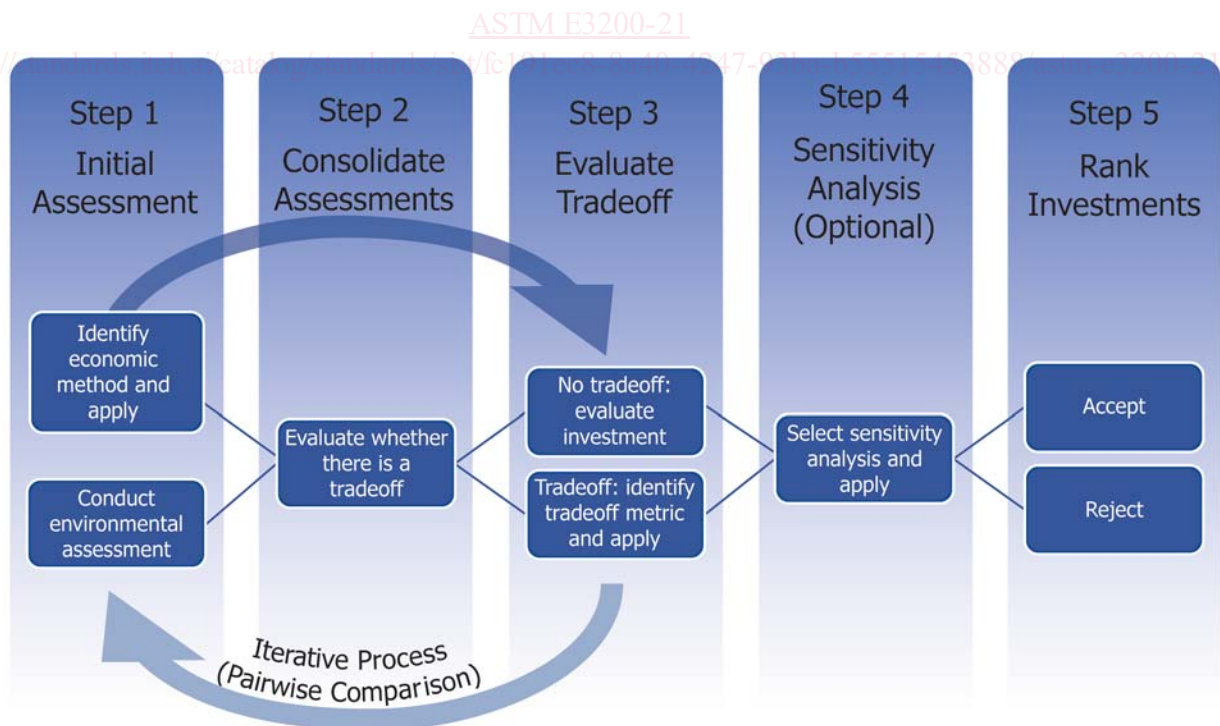 ASTM E3200-21
Step 1
Initial
Assessment
Step 2
Consolidate
Assessments
Step 3
Evaluate
Tradeoff
Step 4
Sensitivity
Analysis
(Optional)
Step 5
Rank
Investments
Identify
economic
method and
apply
Conduct
environmental
assessment
Evaluate whether
there is a
tradeoff
No tradeoff:
evaluate
investment
Tradeoff: identify
tradeoff metric
and apply
Select sensitivity
analysis and
apply
Accept
Reject
Iterative Process
(Pairwise Comparison)